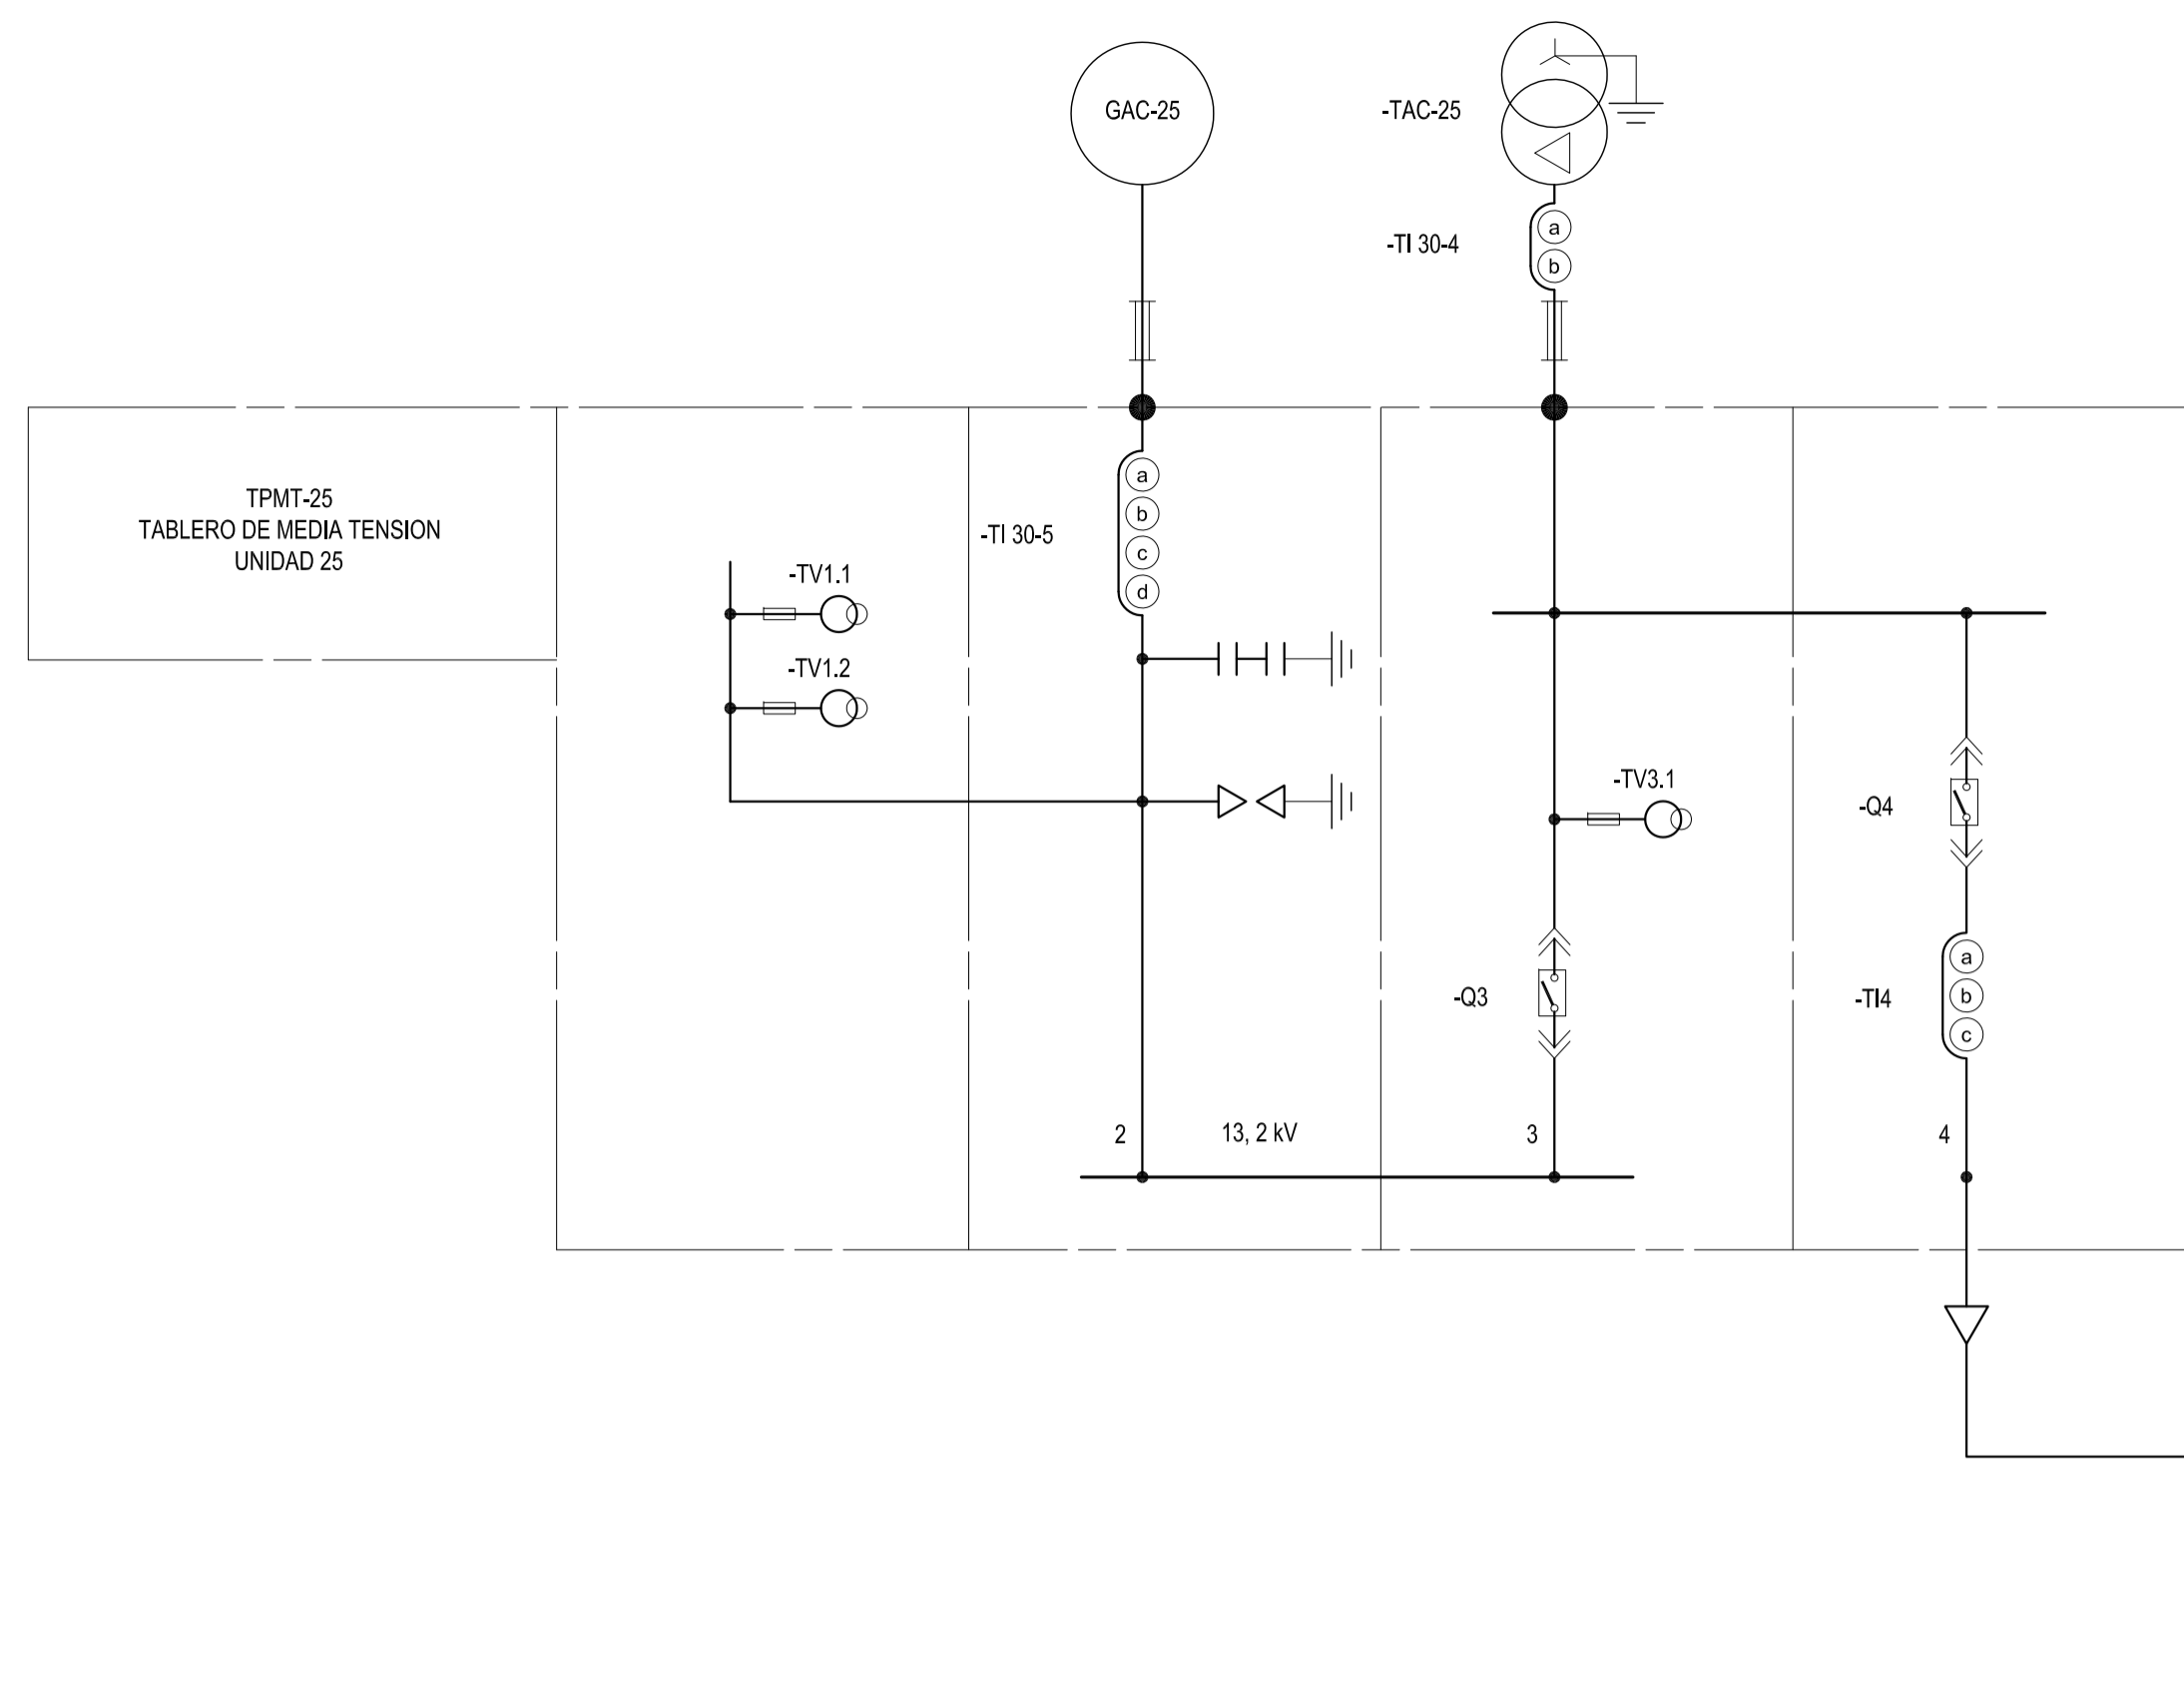 GAC-25
-TAC-25
-TI 30-4
a
b
TPMT-25
TABLERO DE MEDIA TENSION
UNIDAD 25
-TI 30-5
a
b
c
d
-TV1.1
-TV1.2
-TV3.1
-Q4
-Q3
-TI4
a
b
c
2
13, 2 kV
3
4